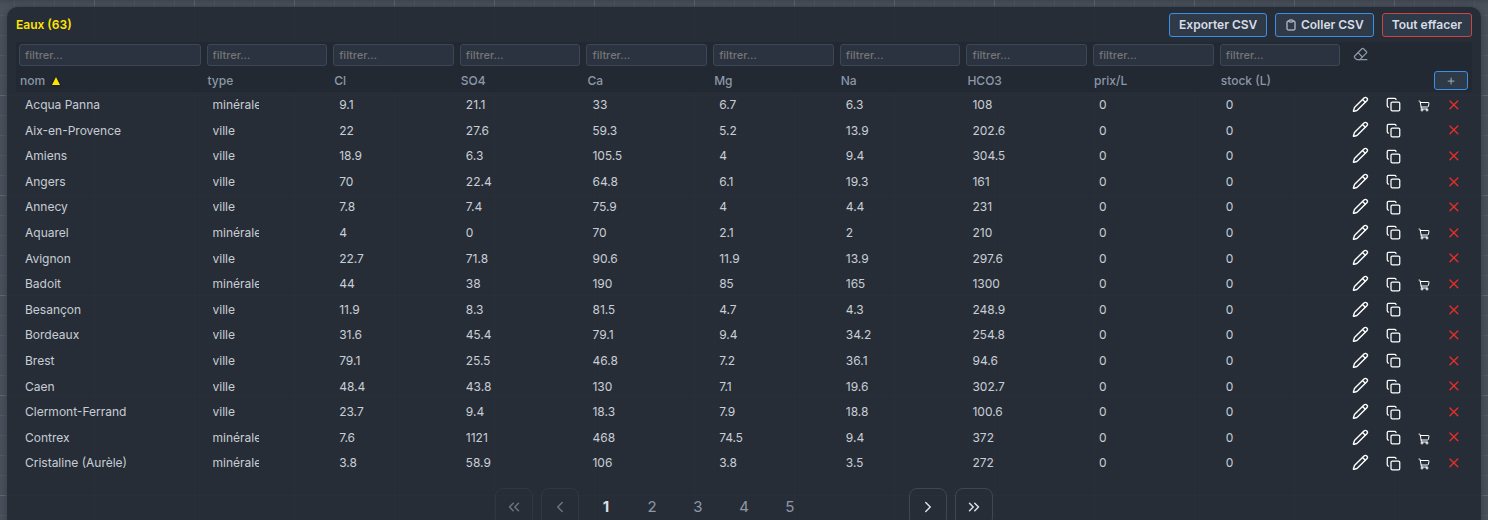 Eaux (63) Exporter CSV Coller CSV Tout effacer
filtrer... filtrer... filtrer... filtrer... filtrer... filtrer... filtrer... filtrer... filtrer... filtrer...
nom ▲ type Cl SO4 Ca Mg Na HCO3 prix/L stock (L) +
Acqua Panna minérale 9.1 21.1 33 6.7 6.3 108 0 0
Aix-en-Provence ville 22 27.6 59.3 5.2 13.9 202.6 0 0
Amiens ville 18.9 6.3 105.5 4 9.4 304.5 0 0
Angers ville 70 22.4 64.8 6.1 19.3 161 0 0
Annecy ville 7.8 7.4 75.9 4 4.4 231 0 0
Aquarel minérale 4 0 70 2.1 2 210 0 0
Avignon ville 22.7 71.8 90.6 11.9 13.9 297.6 0 0
Badoit minérale 44 38 190 85 165 1300 0 0
Besançon ville 11.9 8.3 81.5 4.7 4.3 248.9 0 0
Bordeaux ville 31.6 45.4 79.1 9.4 34.2 254.8 0 0
Brest ville 79.1 25.5 46.8 7.2 36.1 94.6 0 0
Caen ville 48.4 43.8 130 7.1 19.6 302.7 0 0
Clermont-Ferrand ville 23.7 9.4 18.3 7.9 18.8 100.6 0 0
Contrex minérale 7.6 1121 468 74.5 9.4 372 0 0
Cristaline (Aurèle) minérale 3.8 58.9 106 3.8 3.5 272 0 0
« ‹ 1 2 3 4 5 › »